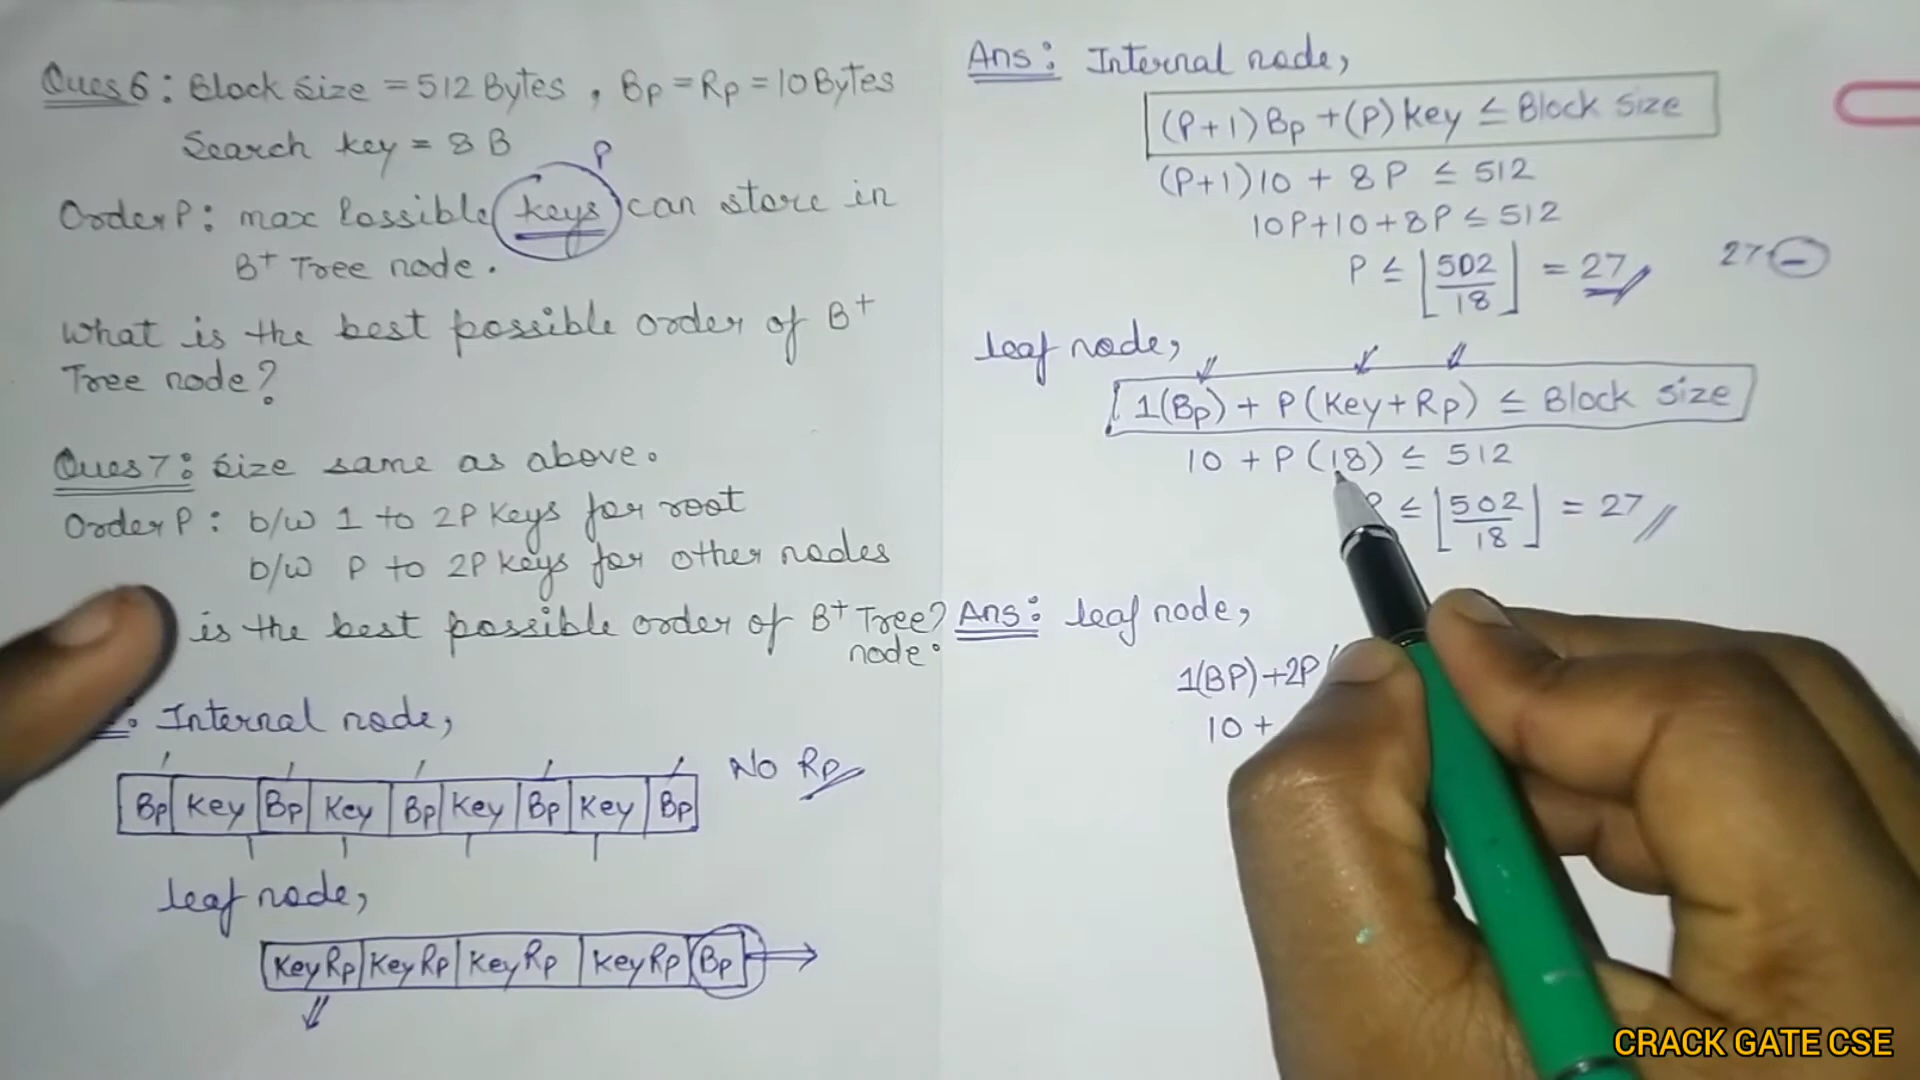 Ques 6: Block size = 512 Bytes, Bp = Rp = 10 Bytes
Search key = 8 B
P
Order P: max Possible keys can store in
B+ Tree node.
What is the best possible order of B+
Tree node?
Ques 7: Size same as above.
Order P: b/w 1 to 2P keys for root
b/w P to 2P keys for other nodes
is the best possible order of B+ Tree?
node.
Internal node,
Bp key Bp key Bp key Bp key Bp
No Rp
leaf node,
key Rp key Rp key Rp key Rp Bp
Ans: Internal node,
(P+1) Bp + (P) key ≤ Block size
(P+1)10 + 8P ≤ 512
10P+10+8P ≤ 512
P ≤ ⌊502/18⌋ = 27
27 -
leaf node,
1(Bp) + P(Key+Rp) ≤ Block size
10 + P(18) ≤ 512
P ≤ ⌊502/18⌋ = 27
Ans: leaf node,
1(BP)+2P(
10 +
CRACK GATE CSE